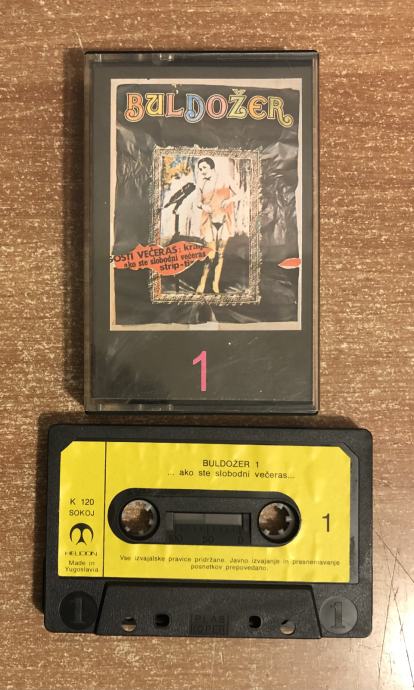 BULDOŽER
GOSTI VEČERAS: kra
ako ste slobodni večeras
strip-ti
1
BULDOŽER 1
... ako ste slobodni večeras...
K 120
SOKOJ
1
HELIDON
Made in
Yugoslavia
Vse izvajalske pravice pridržane. Javno izvajanje in presnemavanje
posnetkov prepovedano.
1
1